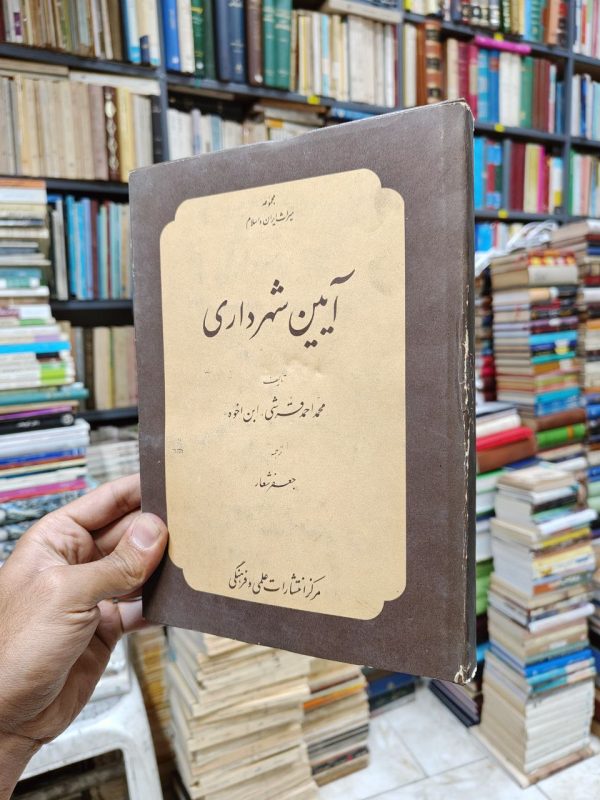 مجموعه
میراث ایران و اسلام
آیین شهرداری
تألیف
محمد احمد قرشی «ابن اخوه»
ترجمه
جعفر شعار
مرکز انتشارات علمی و فرهنگی